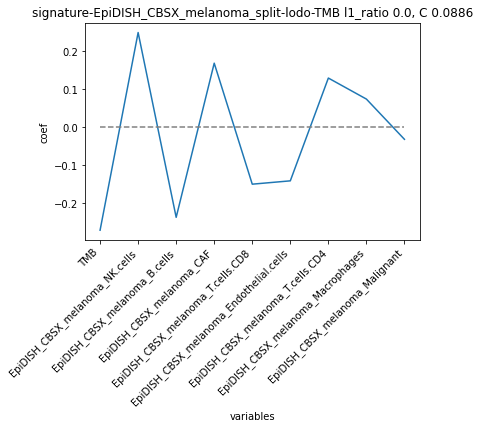 signature-EpiDISH_CBSX_melanoma_split-lodo-TMB l1_ratio 0.0, C 0.0886
0.2
0.1
0.0
−0.1
−0.2
coef
TMB
EpiDISH_CBSX_melanoma_NK.cells
EpiDISH_CBSX_melanoma_B.cells
EpiDISH_CBSX_melanoma_CAF
EpiDISH_CBSX_melanoma_T.cells.CD8
EpiDISH_CBSX_melanoma_Endothelial.cells
EpiDISH_CBSX_melanoma_T.cells.CD4
EpiDISH_CBSX_melanoma_Macrophages
EpiDISH_CBSX_melanoma_Malignant
variables